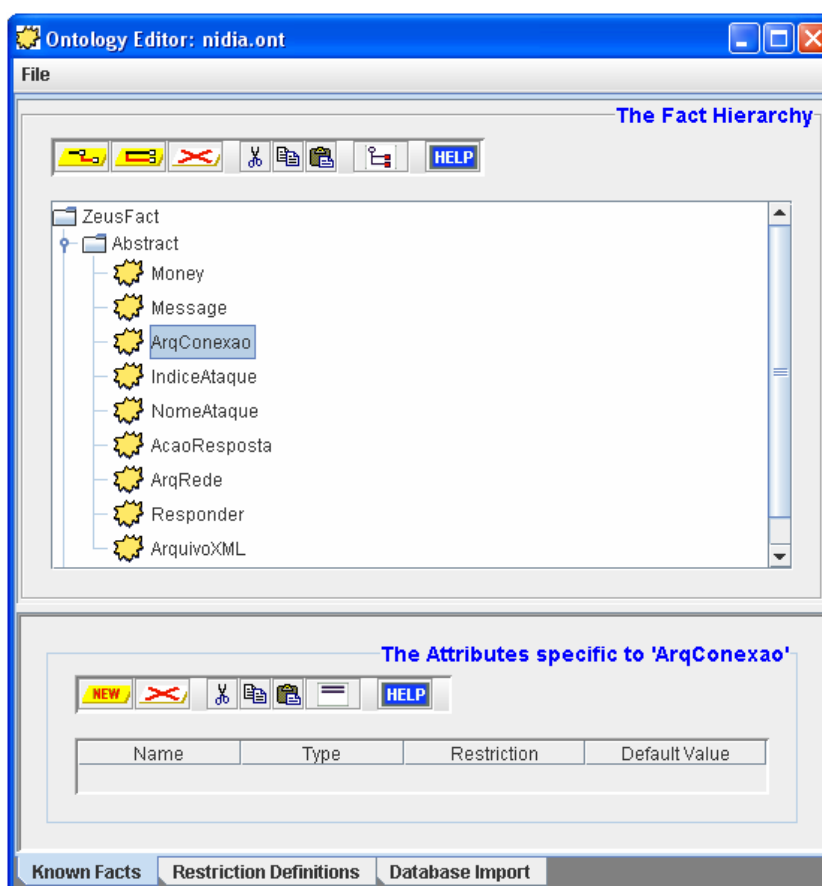 Ontology Editor: nidia.ont
File
The Fact Hierarchy
HELP
ZeusFact
Abstract
Money
Message
ArqConexao
IndiceAtaque
NomeAtaque
AcaoResposta
ArqRede
Responder
ArquivoXML
The Attributes specific to 'ArqConexao'
NEW HELP
Name Type Restriction Default Value
Known Facts Restriction Definitions Database Import